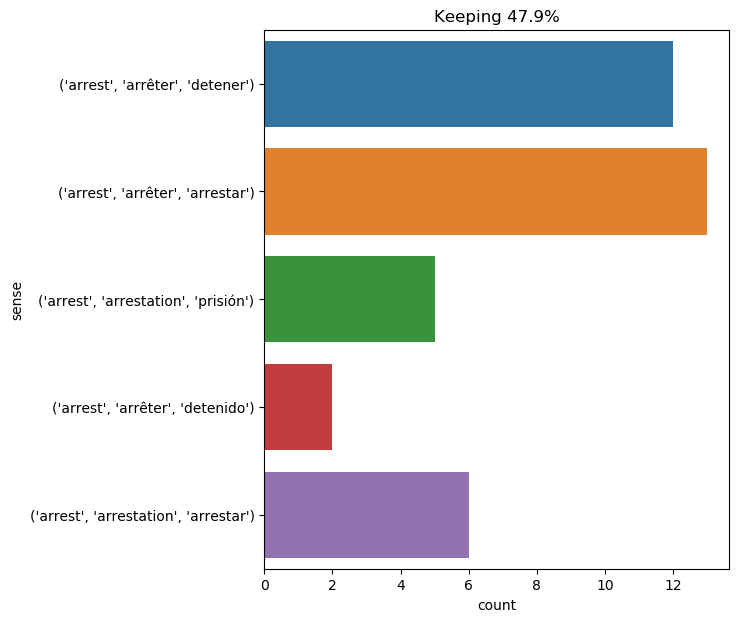 Keeping 47.9%
('arrest', 'arrêter', 'detener')
('arrest', 'arrêter', 'arrestar')
('arrest', 'arrestation', 'prisión')
('arrest', 'arrêter', 'detenido')
('arrest', 'arrestation', 'arrestar')
sense
0 2 4 6 8 10 12
count